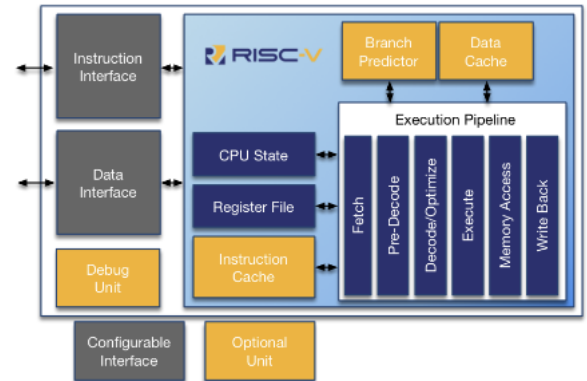 Instruction
Interface
RISC-V
Branch
Predictor
Data
Cache
Execution Pipeline
Data
Interface
CPU State
Register File
Instruction
Cache
Fetch
Pre-Decode
Decode/Optimize
Execute
Memory Access
Write Back
Debug
Unit
Configurable
Interface
Optional
Unit